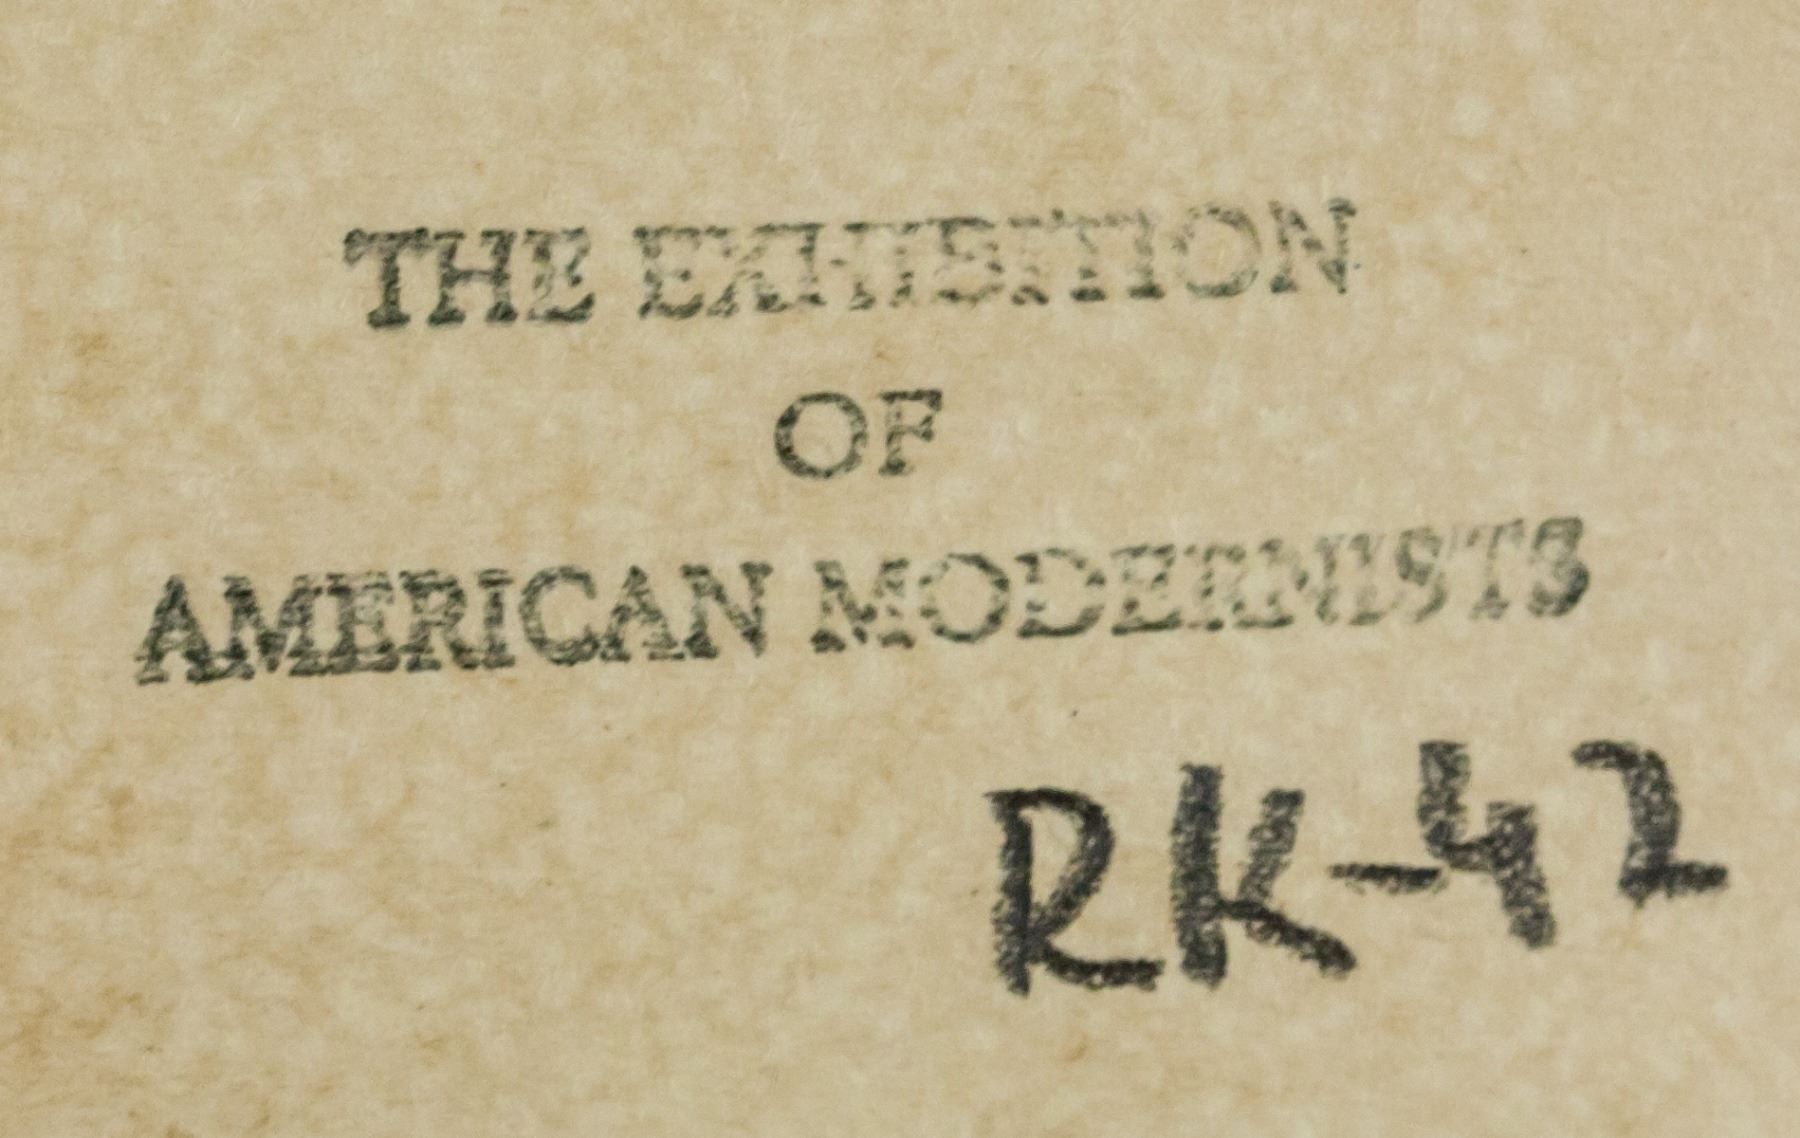 THE EXHIBITION
OF
AMERICAN MODERNISTS
RK-42